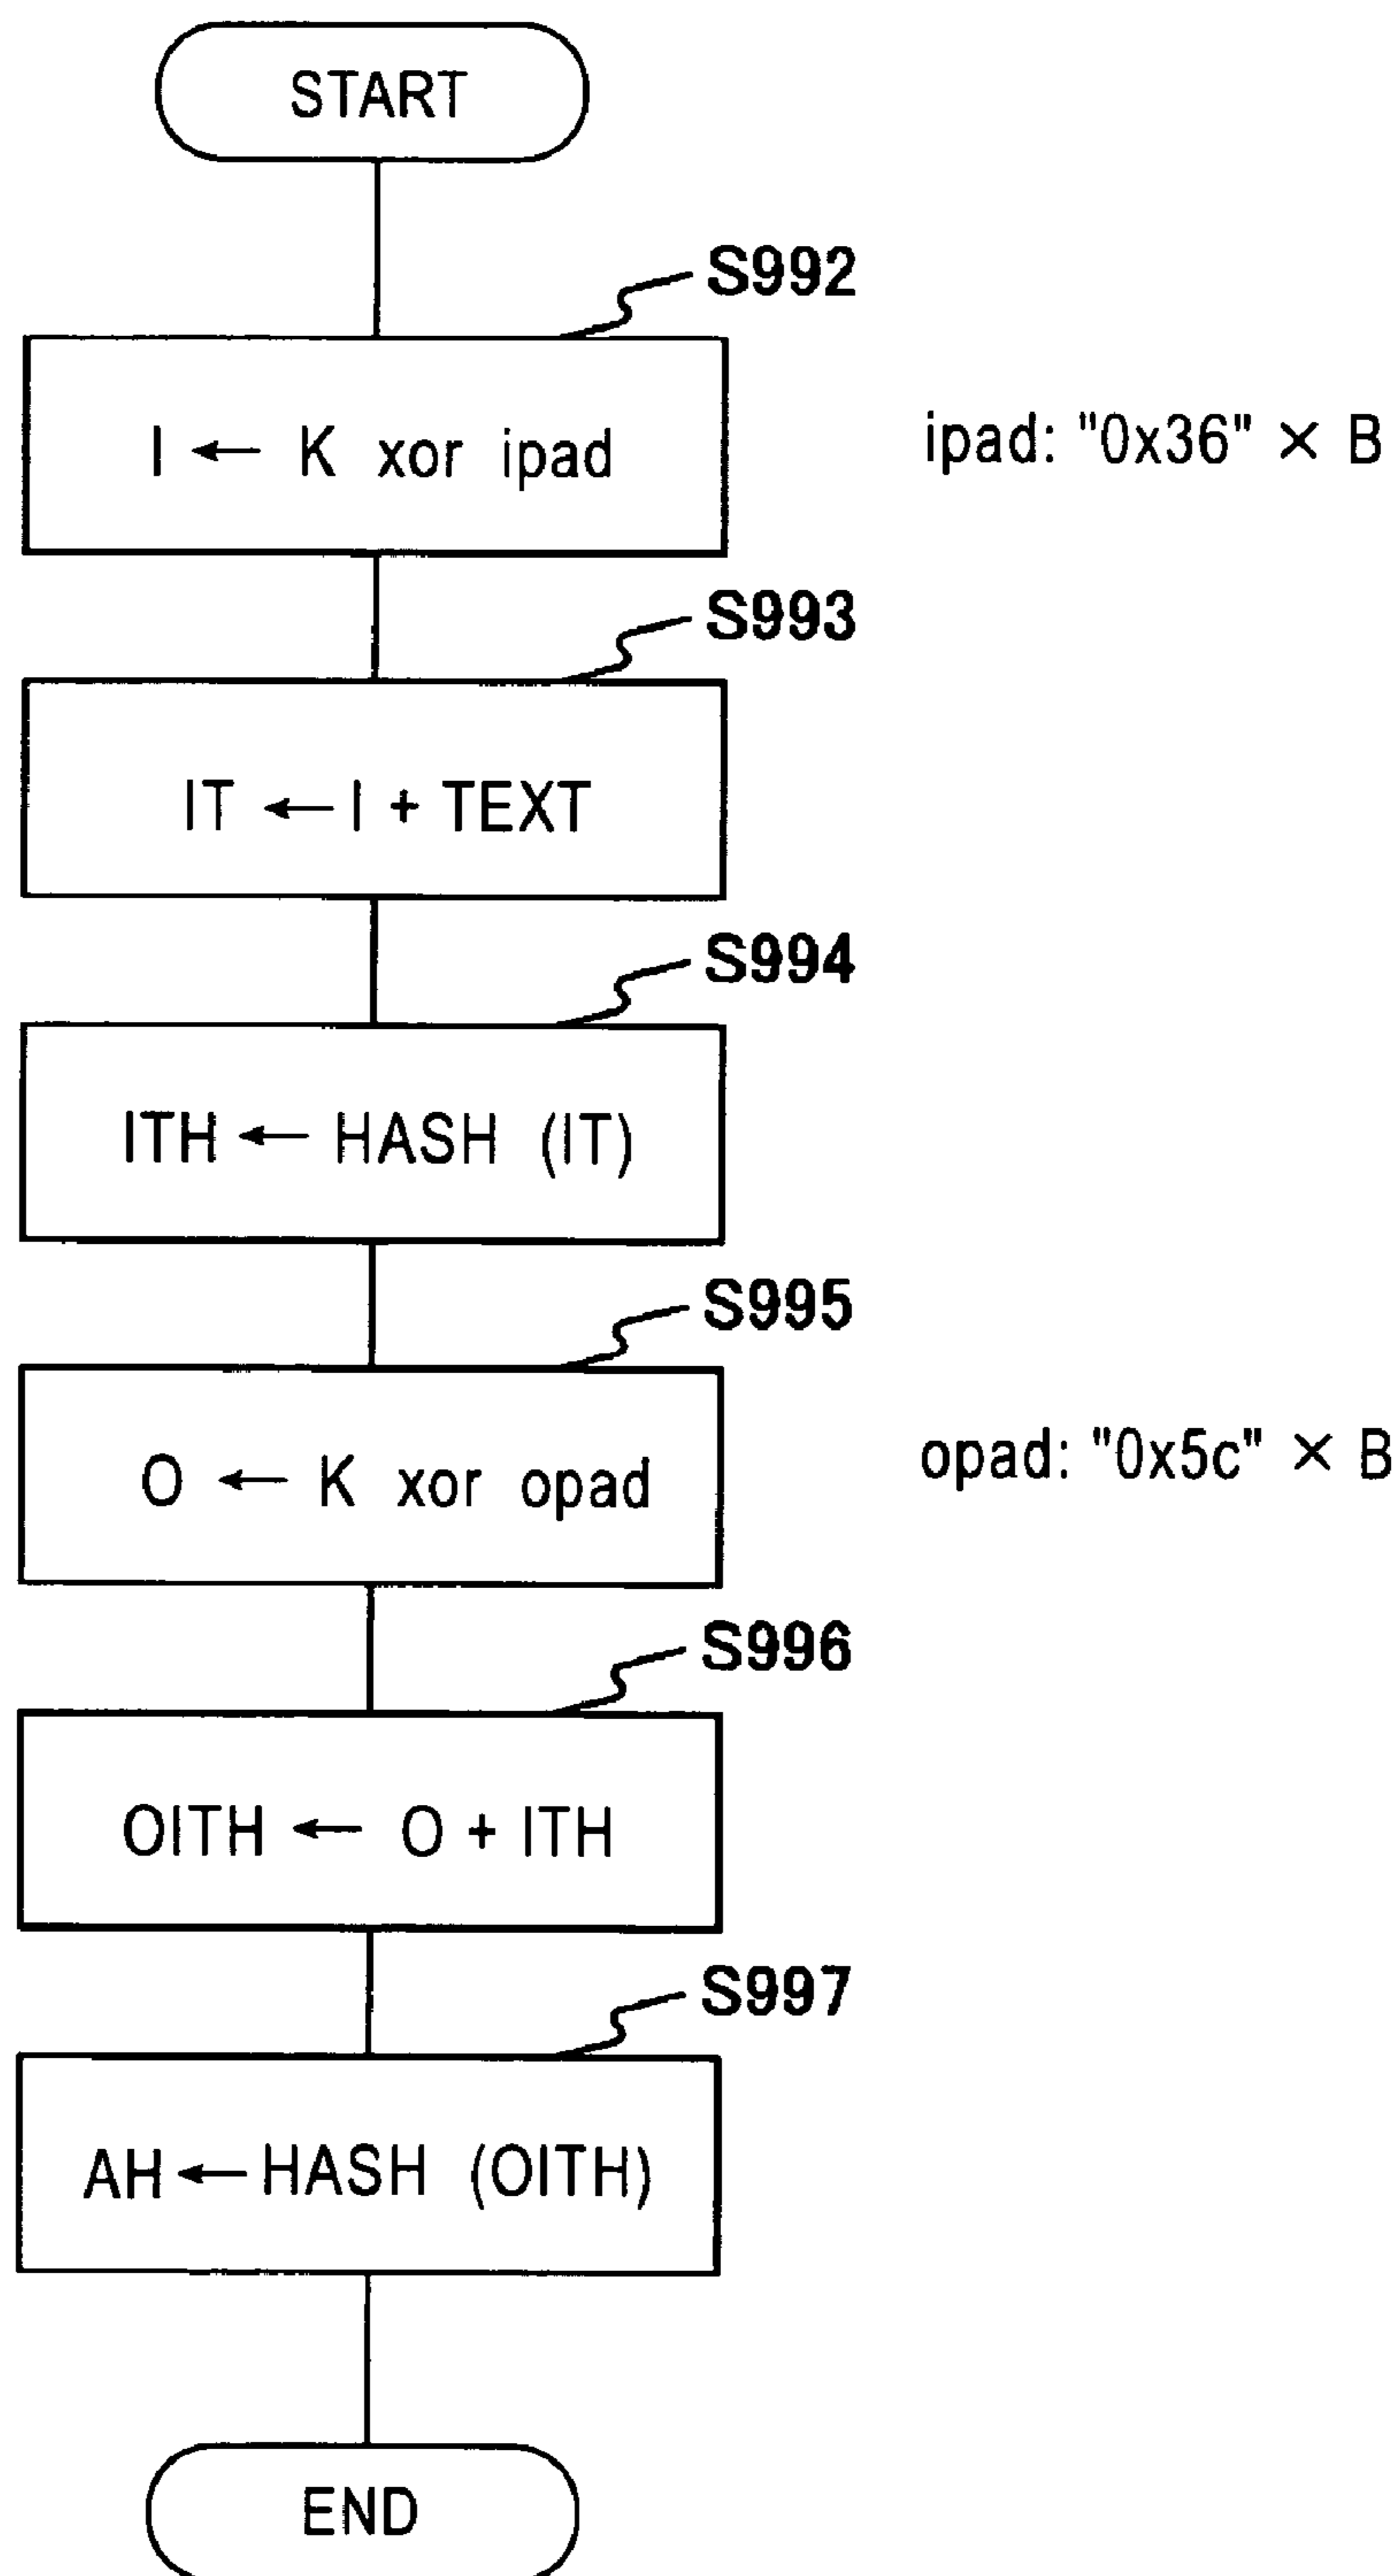 START
S992
I ← K xor ipad
ipad: "0x36" × B
S993
IT ← I + TEXT
S994
ITH ← HASH (IT)
S995
O ← K xor opad
opad: "0x5c" × B
S996
OITH ← O + ITH
S997
AH ← HASH (OITH)
END